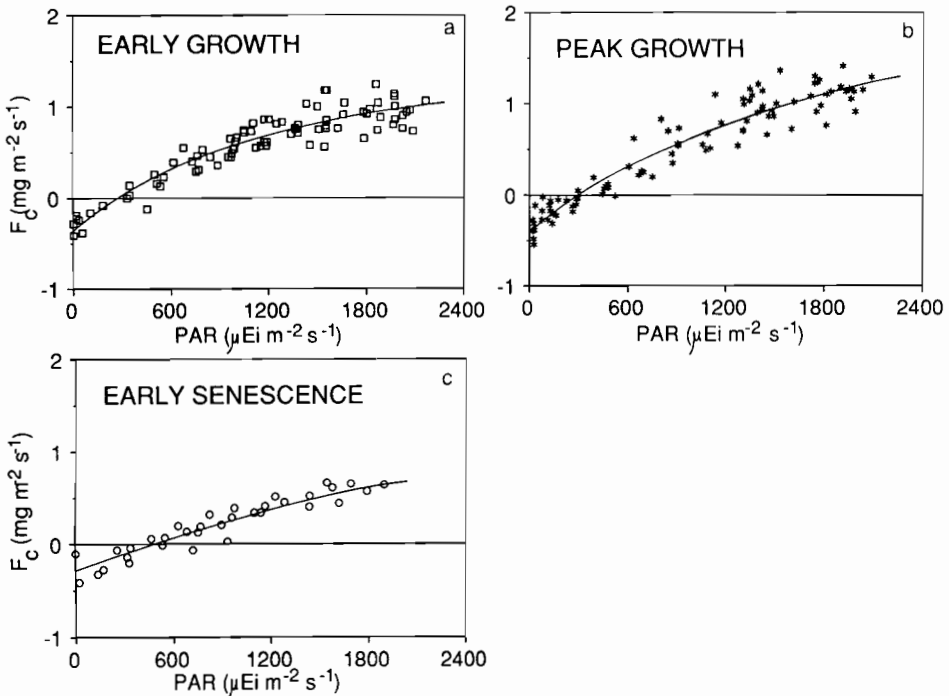 2
1
0
-1
F_c (mg m⁻² s⁻¹)
EARLY GROWTH
a
0 600 1200 1800 2400
PAR (µEi m⁻² s⁻¹)
2
1
0
-1
PEAK GROWTH
b
0 600 1200 1800 2400
PAR (µEi m⁻² s⁻¹)
2
1
0
-1
F_c (mg m² s⁻¹)
EARLY SENESCENCE
c
0 600 1200 1800 2400
PAR (µEi m⁻² s⁻¹)